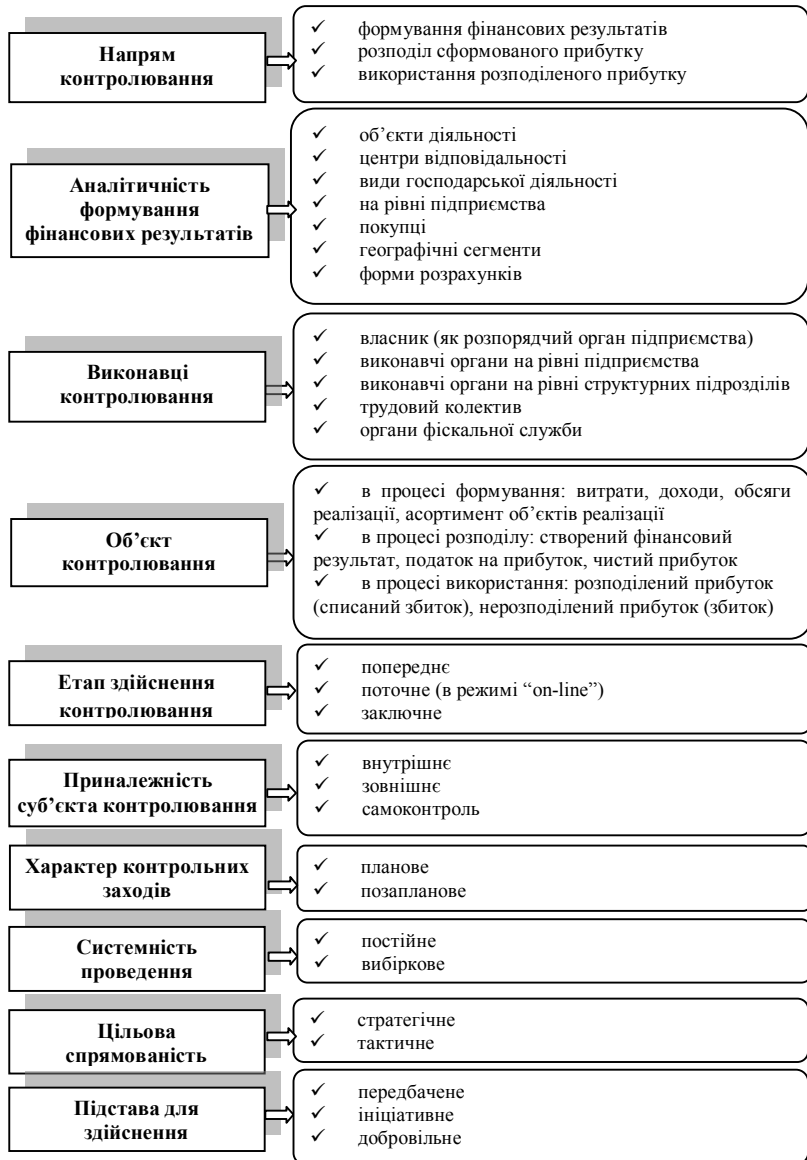 Напрям
контролювання
✓ формування фінансових результатів
✓ розподіл сформованого прибутку
✓ використання розподіленого прибутку
Аналітичність
формування
фінансових результатів
✓ об’єкти діяльності
✓ центри відповідальності
✓ види господарської діяльності
✓ на рівні підприємства
✓ покупці
✓ географічні сегменти
✓ форми розрахунків
Виконавці
контролювання
✓ власник (як розпорядчий орган підприємства)
✓ виконавчі органи на рівні підприємства
✓ виконавчі органи на рівні структурних підрозділів
✓ трудовий колектив
✓ органи фіскальної служби
Об’єкт
контролювання
✓ в процесі формування: витрати, доходи, обсяги
реалізації, асортимент об’єктів реалізації
✓ в процесі розподілу: створений фінансовий
результат, податок на прибуток, чистий прибуток
✓ в процесі використання: розподілений прибуток
(списаний збиток), нерозподілений прибуток (збиток)
Етап здійснення
контролювання
✓ попереднє
✓ поточне (в режимі “on-line”)
✓ заключне
Приналежність
суб’єкта контролювання
✓ внутрішнє
✓ зовнішнє
✓ самоконтроль
Характер контрольних
заходів
✓ планове
✓ позапланове
Системність
проведення
✓ постійне
✓ вибіркове
Цільова
спрямованість
✓ стратегічне
✓ тактичне
Підстава для
здійснення
✓ передбачене
✓ ініціативне
✓ добровільне